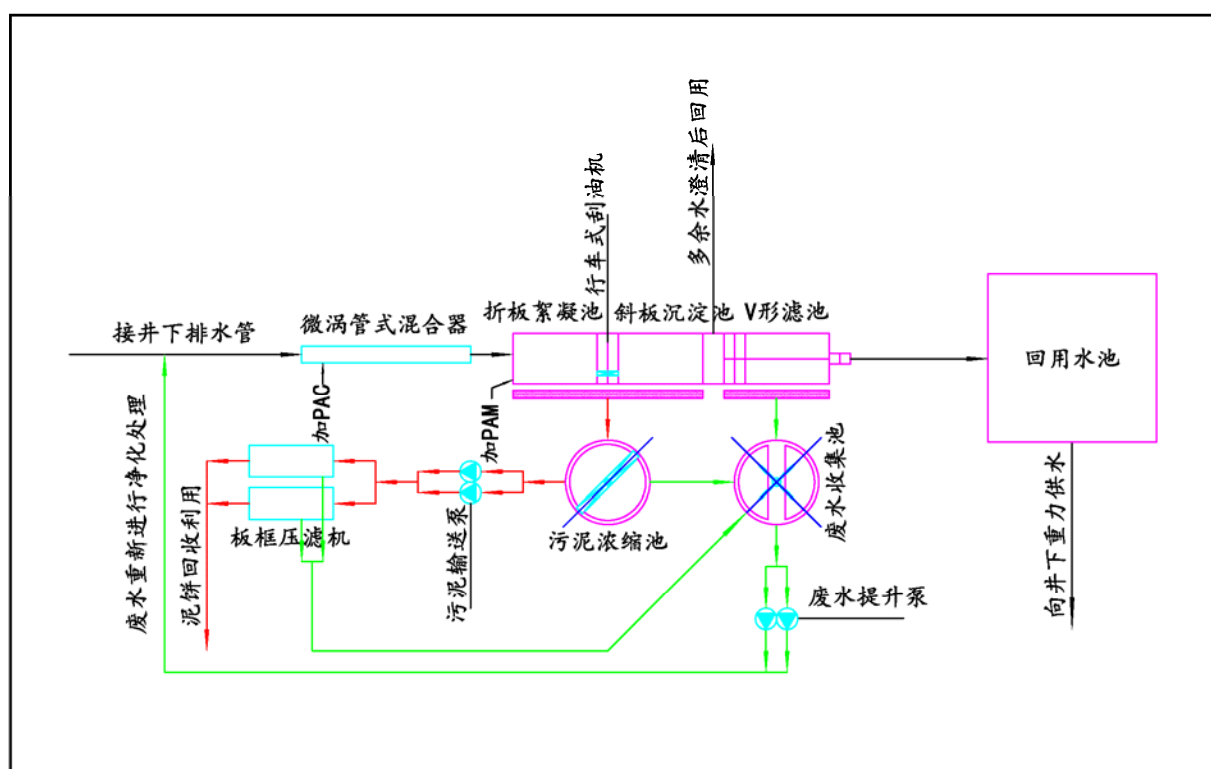 多余水澄清后回用
行车式刮油机
接井下排水管
微涡管式混合器
折板絮凝池
斜板沉淀池
V形滤池
回用水池
加PAC
加PAM
废水重新进行净化处理
泥饼回收利用
板框压滤机
污泥输送泵
污泥浓缩池
废水收集池
废水提升泵
向井下重力供水